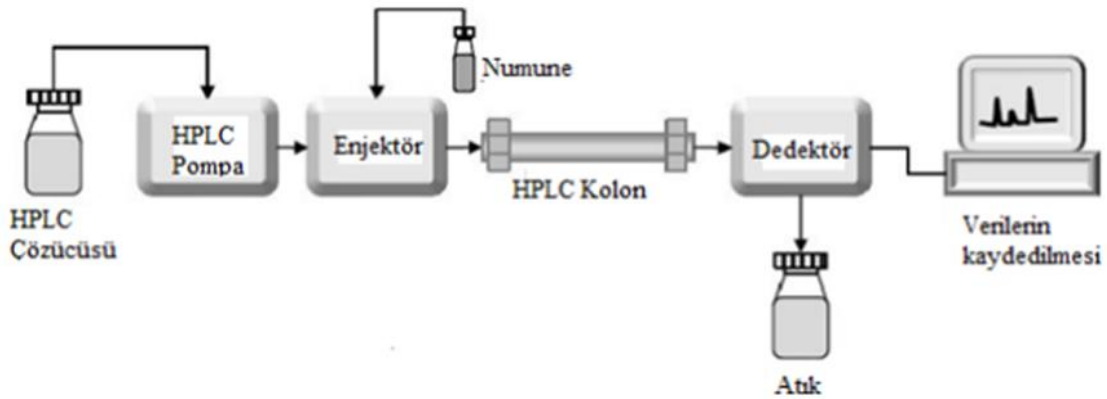 Numune
HPLC
Pompa
Enjektör
Dedektör
HPLC Kolon
HPLC
Çözücüsü
Verilerin
kaydedilmesi
Atık